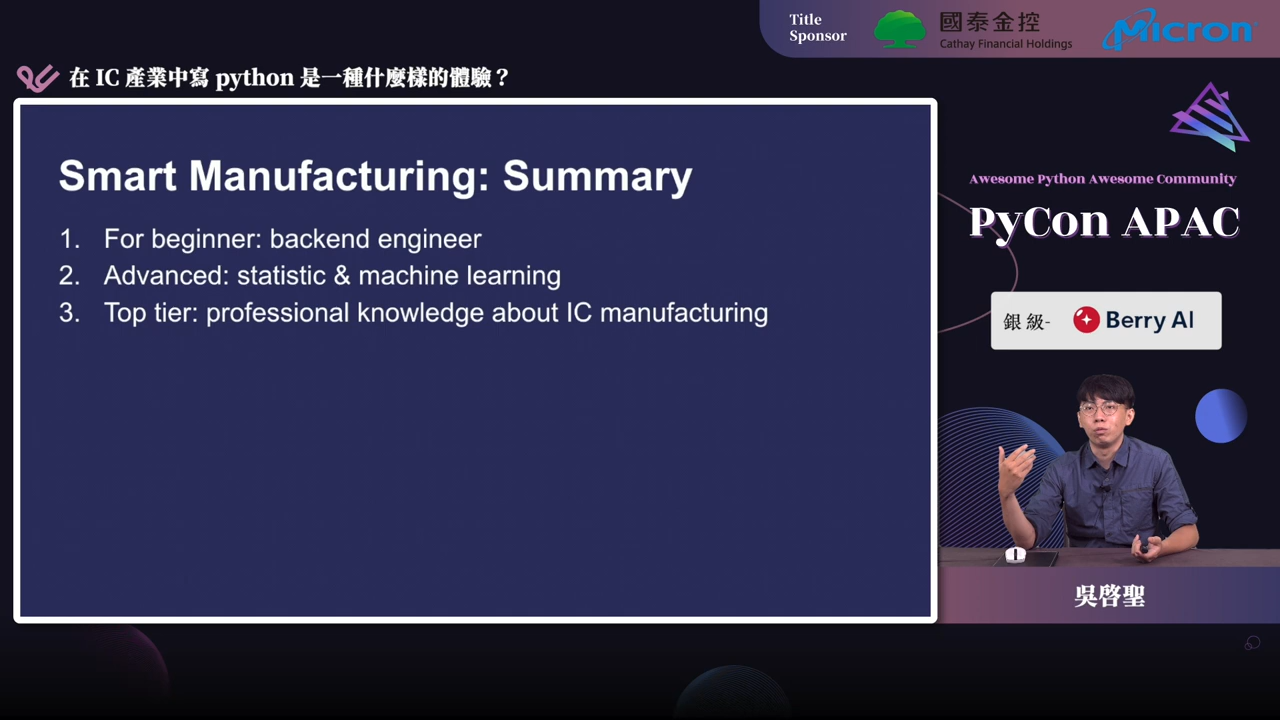 Title
Sponsor
國泰金控
Cathay Financial Holdings
Micron
在 IC 產業中寫 python 是一種什麼樣的體驗？
Smart Manufacturing: Summary
1. For beginner: backend engineer
2. Advanced: statistic & machine learning
3. Top tier: professional knowledge about IC manufacturing
Awesome Python Awesome Community
PyCon APAC
銀級-
Berry AI
吳啓聖